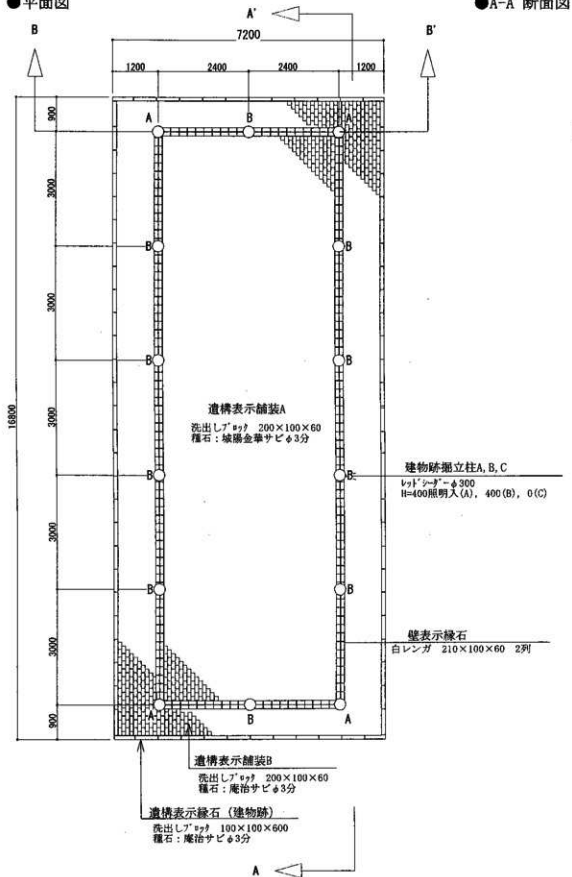 ●平面図
●A-A 断面図
A'
B
B'
7200
1200
2400
2400
1200
A
B
A
900
3000
B
B
3000
B
B
16800
3000
遺構表示舗装A
洗出しブロック 200×100×60
種石：城陽金華サビφ3分
B
B
建物跡掘立柱A, B, C
レッドシーダーφ300
H=400照明入(A), 400(B), 0(C)
3000
B
B
3000
壁表示縁石
白レンガ 210×100×60 2列
A
B
A
900
遺構表示舗装B
洗出しブロック 200×100×60
種石：庵治サビφ3分
遺構表示縁石（建物跡）
洗出しブロック 100×100×600
種石：庵治サビφ3分
A